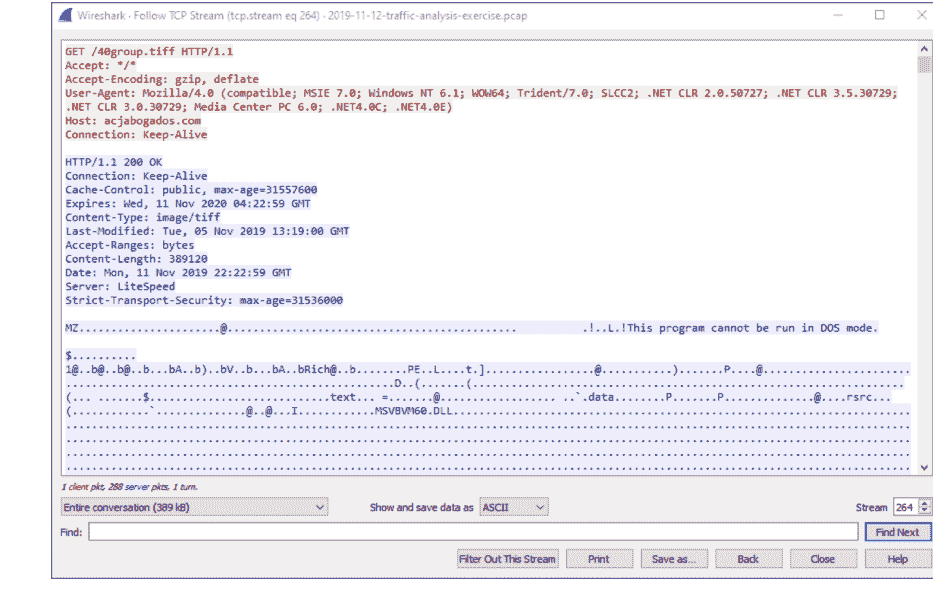 Wireshark · Follow TCP Stream (tcp.stream eq 264) · 2019-11-12-traffic-analysis-exercise.pcap
GET /40group.tiff HTTP/1.1
Accept: */*
Accept-Encoding: gzip, deflate
User-Agent: Mozilla/4.0 (compatible; MSIE 7.0; Windows NT 6.1; WOW64; Trident/7.0; SLCC2; .NET CLR 2.0.50727; .NET CLR 3.5.30729;
.NET CLR 3.0.30729; Media Center PC 6.0; .NET4.0C; .NET4.0E)
Host: acjabogados.com
Connection: Keep-Alive
HTTP/1.1 200 OK
Connection: Keep-Alive
Cache-Control: public, max-age=31557600
Expires: Wed, 11 Nov 2020 04:22:59 GMT
Content-Type: image/tiff
Last-Modified: Tue, 05 Nov 2019 13:19:00 GMT
Accept-Ranges: bytes
Content-Length: 389120
Date: Mon, 11 Nov 2019 22:22:59 GMT
Server: LiteSpeed
Strict-Transport-Security: max-age=31536000
MZ.....................@............................................... .!..L.!This program cannot be run in DOS mode.
$..........
1@..b@..b@..b...bA..b)..bV..b...bA..bRich@..b........PE..L....t.]................@...........)......P....@......................
..................................................D..(.......(....................................................................
(... .......$...........................text... =.......@................. ..`.data........P.......P..............@....rsrc...
(............`..............@..@...I.........MSVBVM60.DLL.......................................................................
1 client pkt, 288 server pkts, 1 turn.
Entire conversation (389 kB) Show and save data as ASCII Stream 264
Find: Find Next
Filter Out This Stream Print Save as... Back Close Help